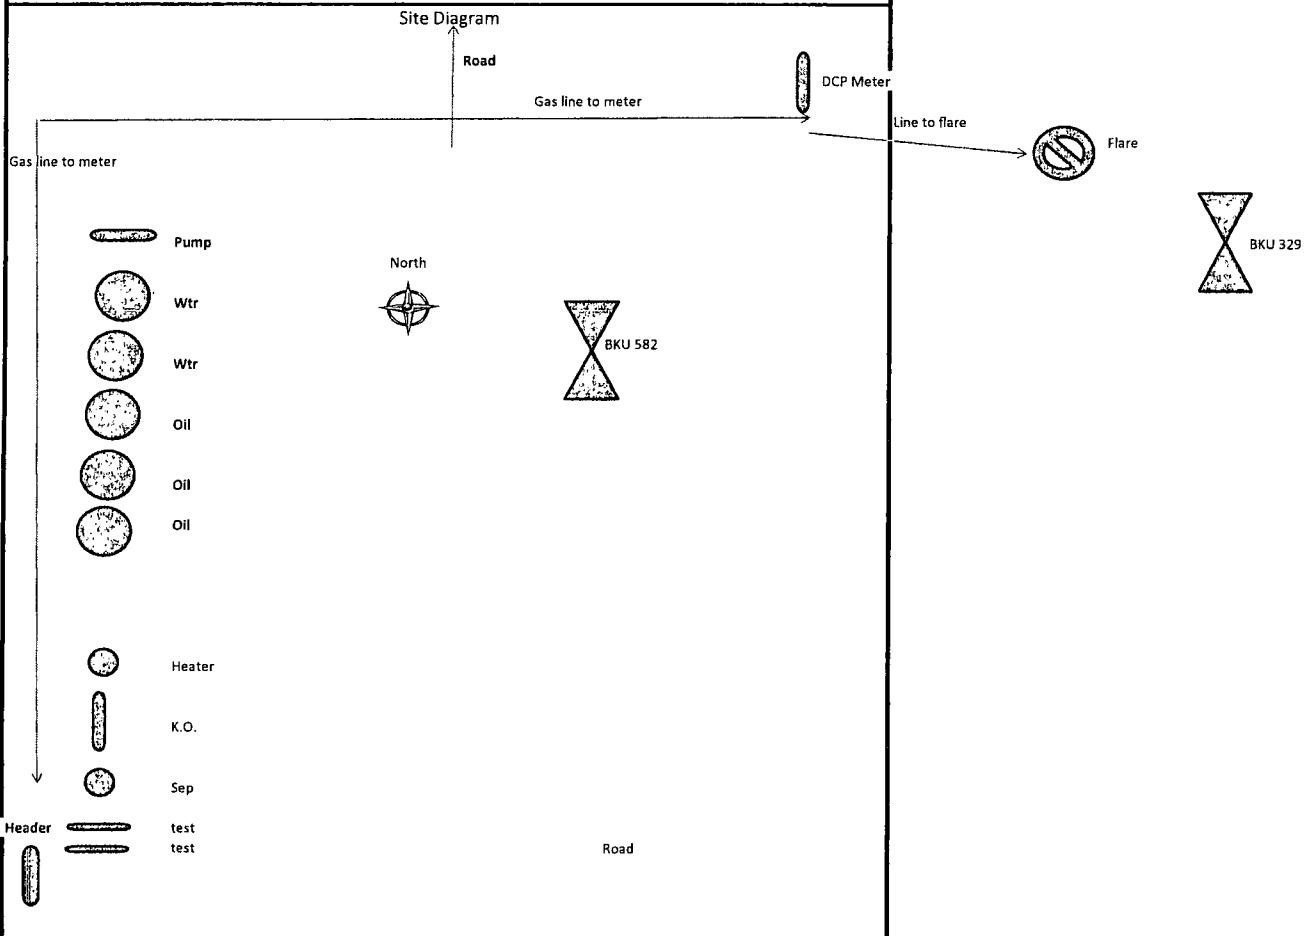 Site Diagram
Road
DCP Meter
Gas line to meter
Line to flare
Flare
Gas line to meter
Pump
BKU 329
North
Wtr
BKU 582
Wtr
Oil
Oil
Oil
Heater
K.O.
Sep
Header
test
test
Road